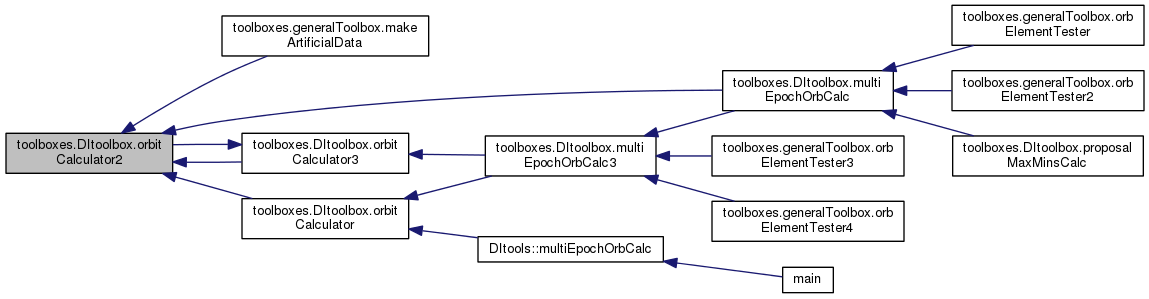 toolboxes.generalToolbox.make
ArtificialData
toolboxes.generalToolbox.orb
ElementTester
toolboxes.DItoolbox.multi
EpochOrbCalc
toolboxes.generalToolbox.orb
ElementTester2
toolboxes.DItoolbox.orbit
Calculator2
toolboxes.DItoolbox.orbit
Calculator3
toolboxes.DItoolbox.multi
EpochOrbCalc3
toolboxes.generalToolbox.orb
ElementTester3
toolboxes.DItoolbox.proposal
MaxMinsCalc
toolboxes.DItoolbox.orbit
Calculator
toolboxes.generalToolbox.orb
ElementTester4
DItools::multiEpochOrbCalc
main